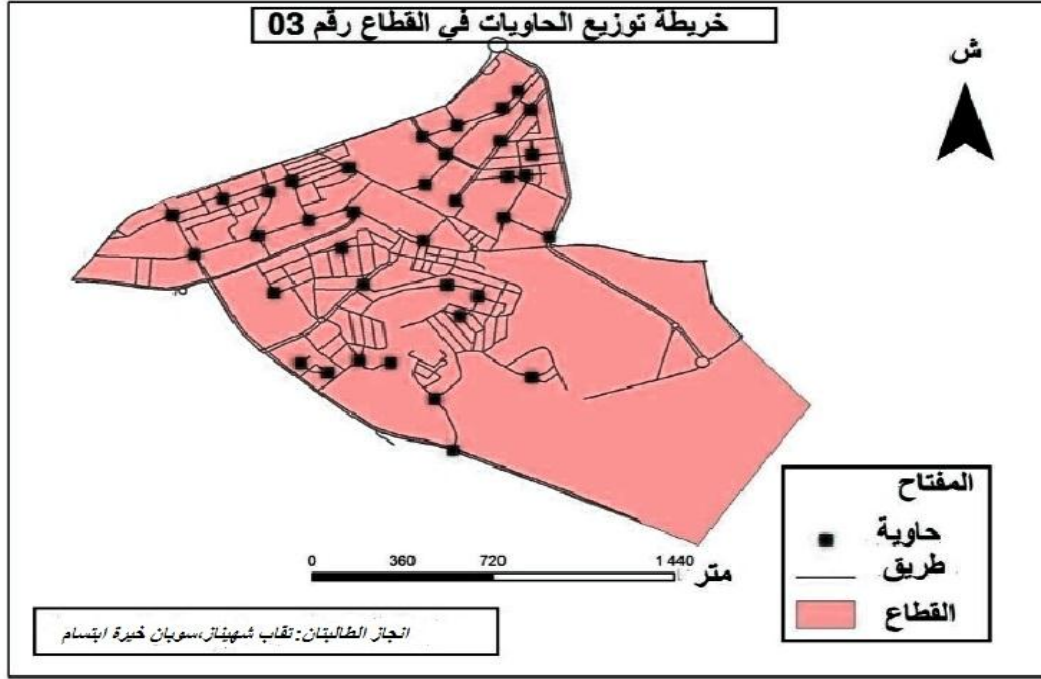 خريطة توزيع الحاويات في القطاع رقم 03
ش
المفتاح
حاوية
طريق
القطاع
0 360 720 1 440 متر
انجاز الطالبتان: تقاب شهيناز،سوبان خيرة ابتسام